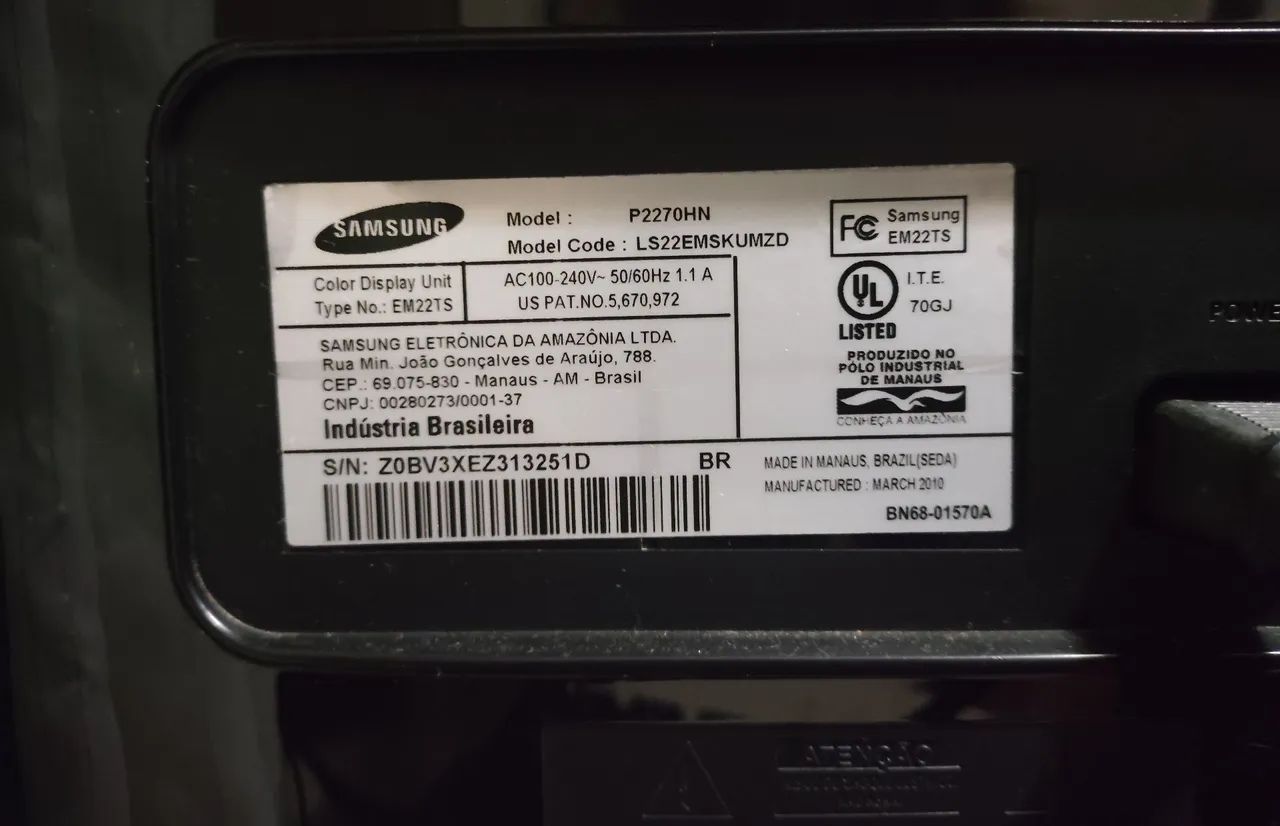 SAMSUNG
Model : P2270HN
Model Code : LS22EMSKUMZD
Color Display Unit
Type No.: EM22TS
AC100-240V~ 50/60Hz 1.1 A
US PAT.NO.5,670,972
SAMSUNG ELETRÔNICA DA AMAZÔNIA LTDA.
Rua Min. João Gonçalves de Araújo, 788.
CEP.: 69.075-830 - Manaus - AM - Brasil
CNPJ: 00280273/0001-37
Indústria Brasileira
FC Samsung
EM22TS
UL I.T.E.
70GJ
LISTED
PRODUZIDO NO
PÓLO INDUSTRIAL
DE MANAUS
CONHEÇA A AMAZÔNIA
S/N: Z0BV3XEZ313251D BR
MADE IN MANAUS, BRAZIL(SEDA)
MANUFACTURED : MARCH 2010
BN68-01570A
ATENÇÃO